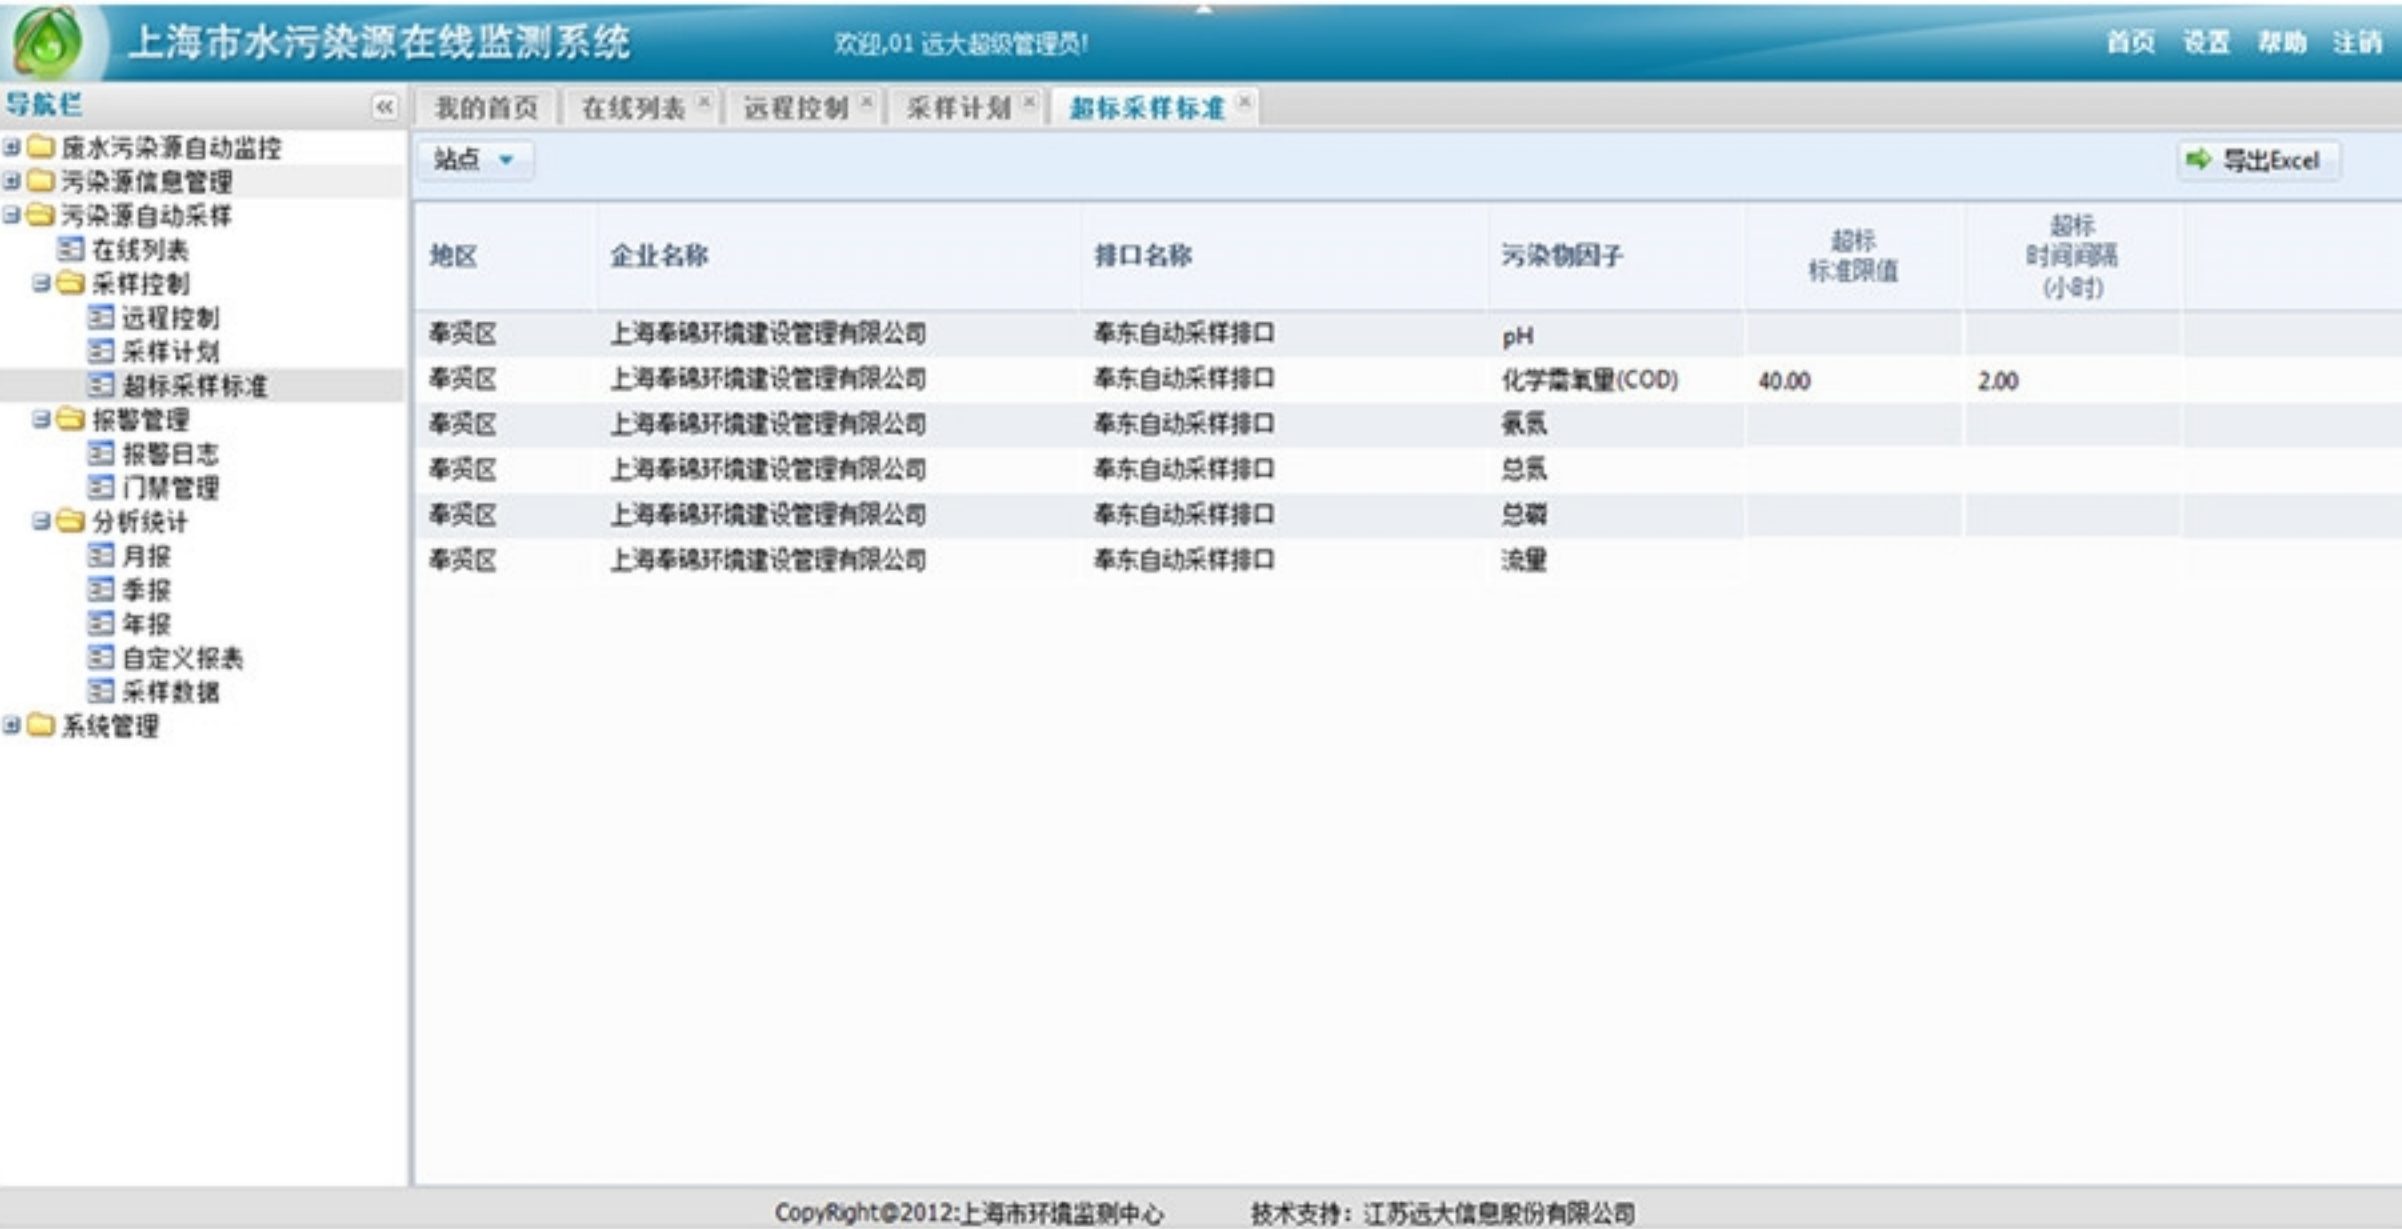 上海市水污染源在线监测系统
欢迎,01 远大超级管理员!
首页 设置 帮助 注销
导航栏
废水污染源自动监控
污染源信息管理
污染源自动采样
在线列表
采样控制
远程控制
采样计划
超标采样标准
报警管理
报警日志
门禁管理
分析统计
月报
季报
年报
自定义报表
采样数据
系统管理
我的首页 在线列表 远程控制 采样计划 超标采样标准
站点
导出Excel
地区 企业名称 排口名称 污染物因子 超标标准限值 超标时间间隔(小时)
奉贤区 上海奉锦环境建设管理有限公司 奉东自动采样排口 pH
奉贤区 上海奉锦环境建设管理有限公司 奉东自动采样排口 化学需氧量(COD) 40.00 2.00
奉贤区 上海奉锦环境建设管理有限公司 奉东自动采样排口 氨氮
奉贤区 上海奉锦环境建设管理有限公司 奉东自动采样排口 总氮
奉贤区 上海奉锦环境建设管理有限公司 奉东自动采样排口 总磷
奉贤区 上海奉锦环境建设管理有限公司 奉东自动采样排口 流量
CopyRight@2012:上海市环境监测中心 技术支持：江苏远大信息股份有限公司